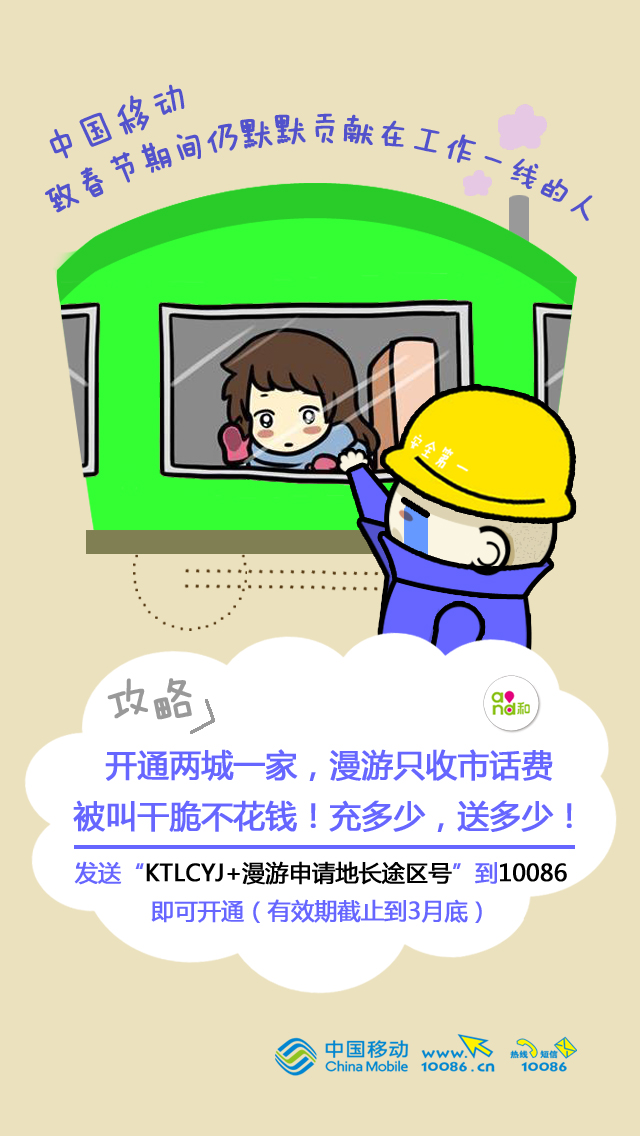 中国移动
致春节期间仍默默贡献在工作一线的人
安全第一
攻略
and和
开通两城一家，漫游只收市话费
被叫干脆不花钱！充多少，送多少！
发送“KTLCYJ+漫游申请地长途区号”到10086
即可开通（有效期截止到3月底）
中国移动
China Mobile
www.
10086.cn
热线 短信
10086